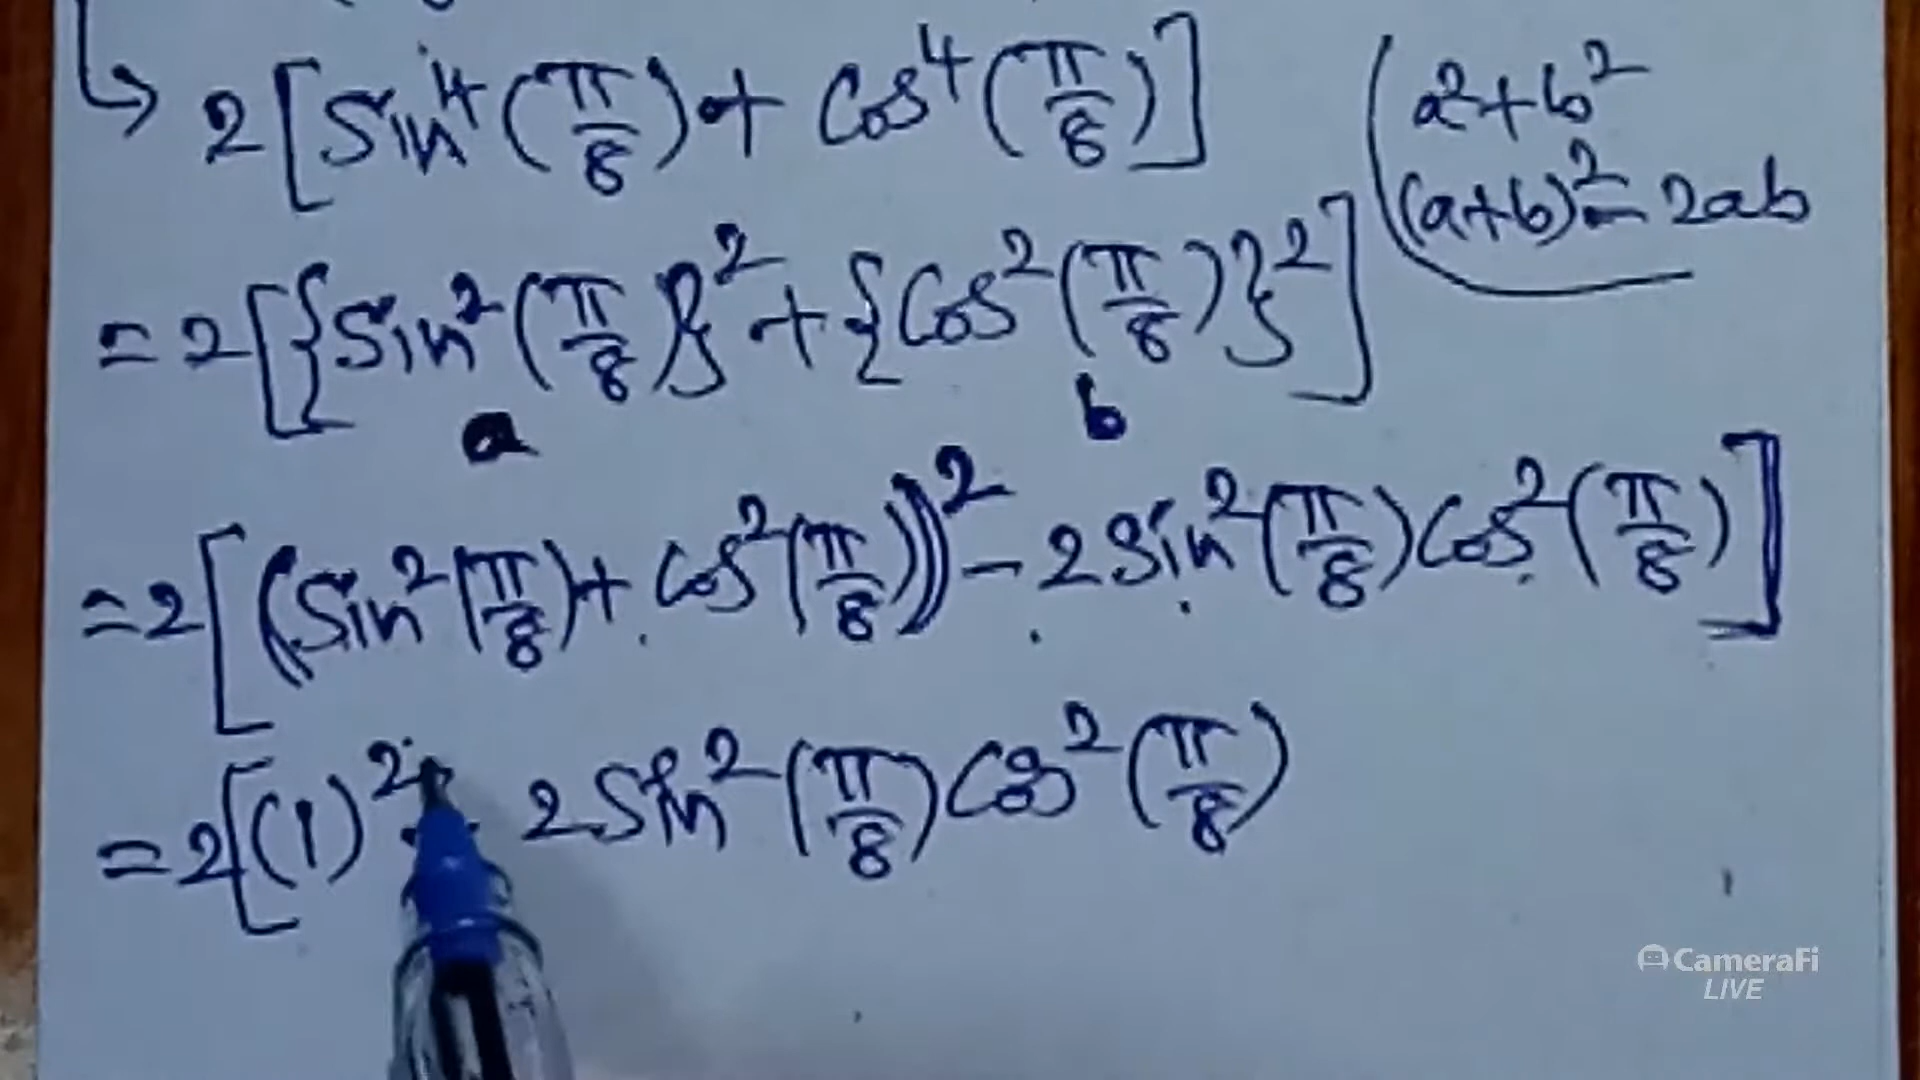 2[Sin⁴(π/8) + Cos⁴(π/8)]
a²+b²
(a+b)² - 2ab
= 2[{Sin²(π/8)}² + {Cos²(π/8)}²]
a b
= 2[(Sin²(π/8) + Cos²(π/8))² - 2Sin²(π/8)Cos²(π/8)]
= 2[(1)² - 2Sin²(π/8)Cos²(π/8)
CameraFi
LIVE